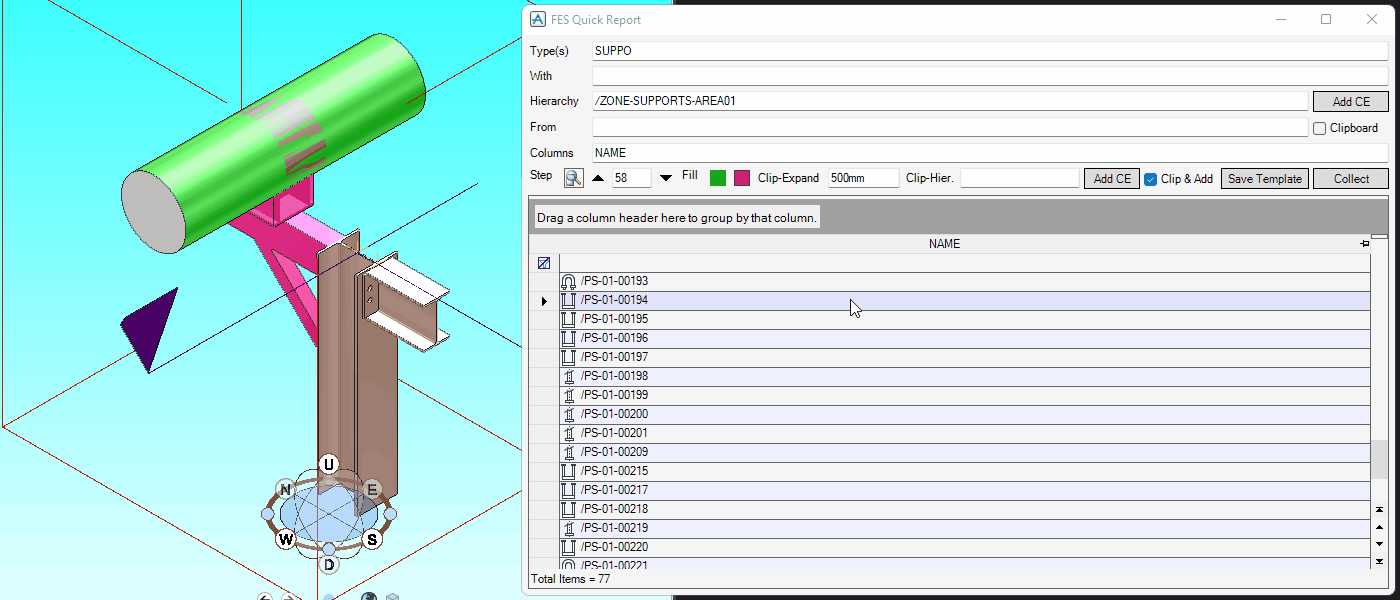 FES Quick Report
Type(s) SUPPO
With
Hierarchy /ZONE-SUPPORTS-AREA01 Add CE
From Clipboard
Columns NAME
Step 58 Fill Clip-Expand 500mm Clip-Hier. Add CE Clip & Add Save Template Collect
Drag a column header here to group by that column.
NAME
/PS-01-00193
/PS-01-00194
/PS-01-00195
/PS-01-00196
/PS-01-00197
/PS-01-00198
/PS-01-00199
/PS-01-00200
/PS-01-00201
/PS-01-00209
/PS-01-00215
/PS-01-00217
/PS-01-00218
/PS-01-00219
/PS-01-00220
/PS-01-00221
Total Items = 77
U
N E
W S
D